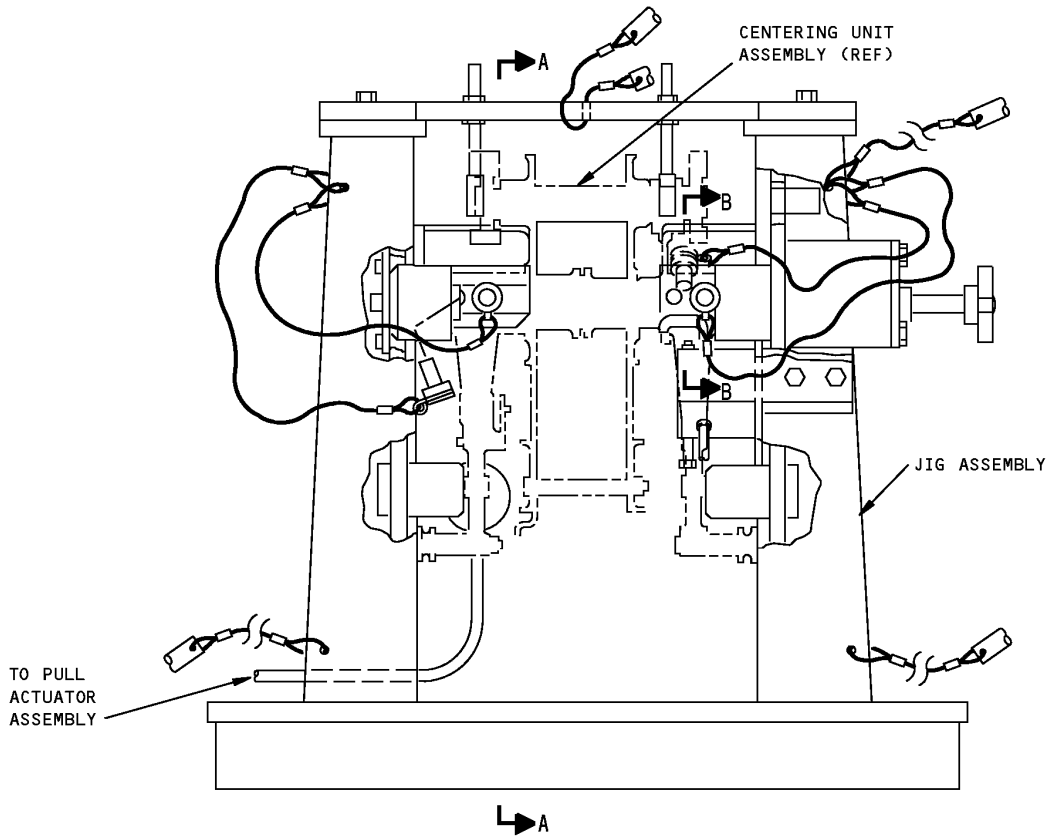 CENTERING UNIT
ASSEMBLY (REF)
A
B
B
JIG ASSEMBLY
TO PULL
ACTUATOR
ASSEMBLY
A